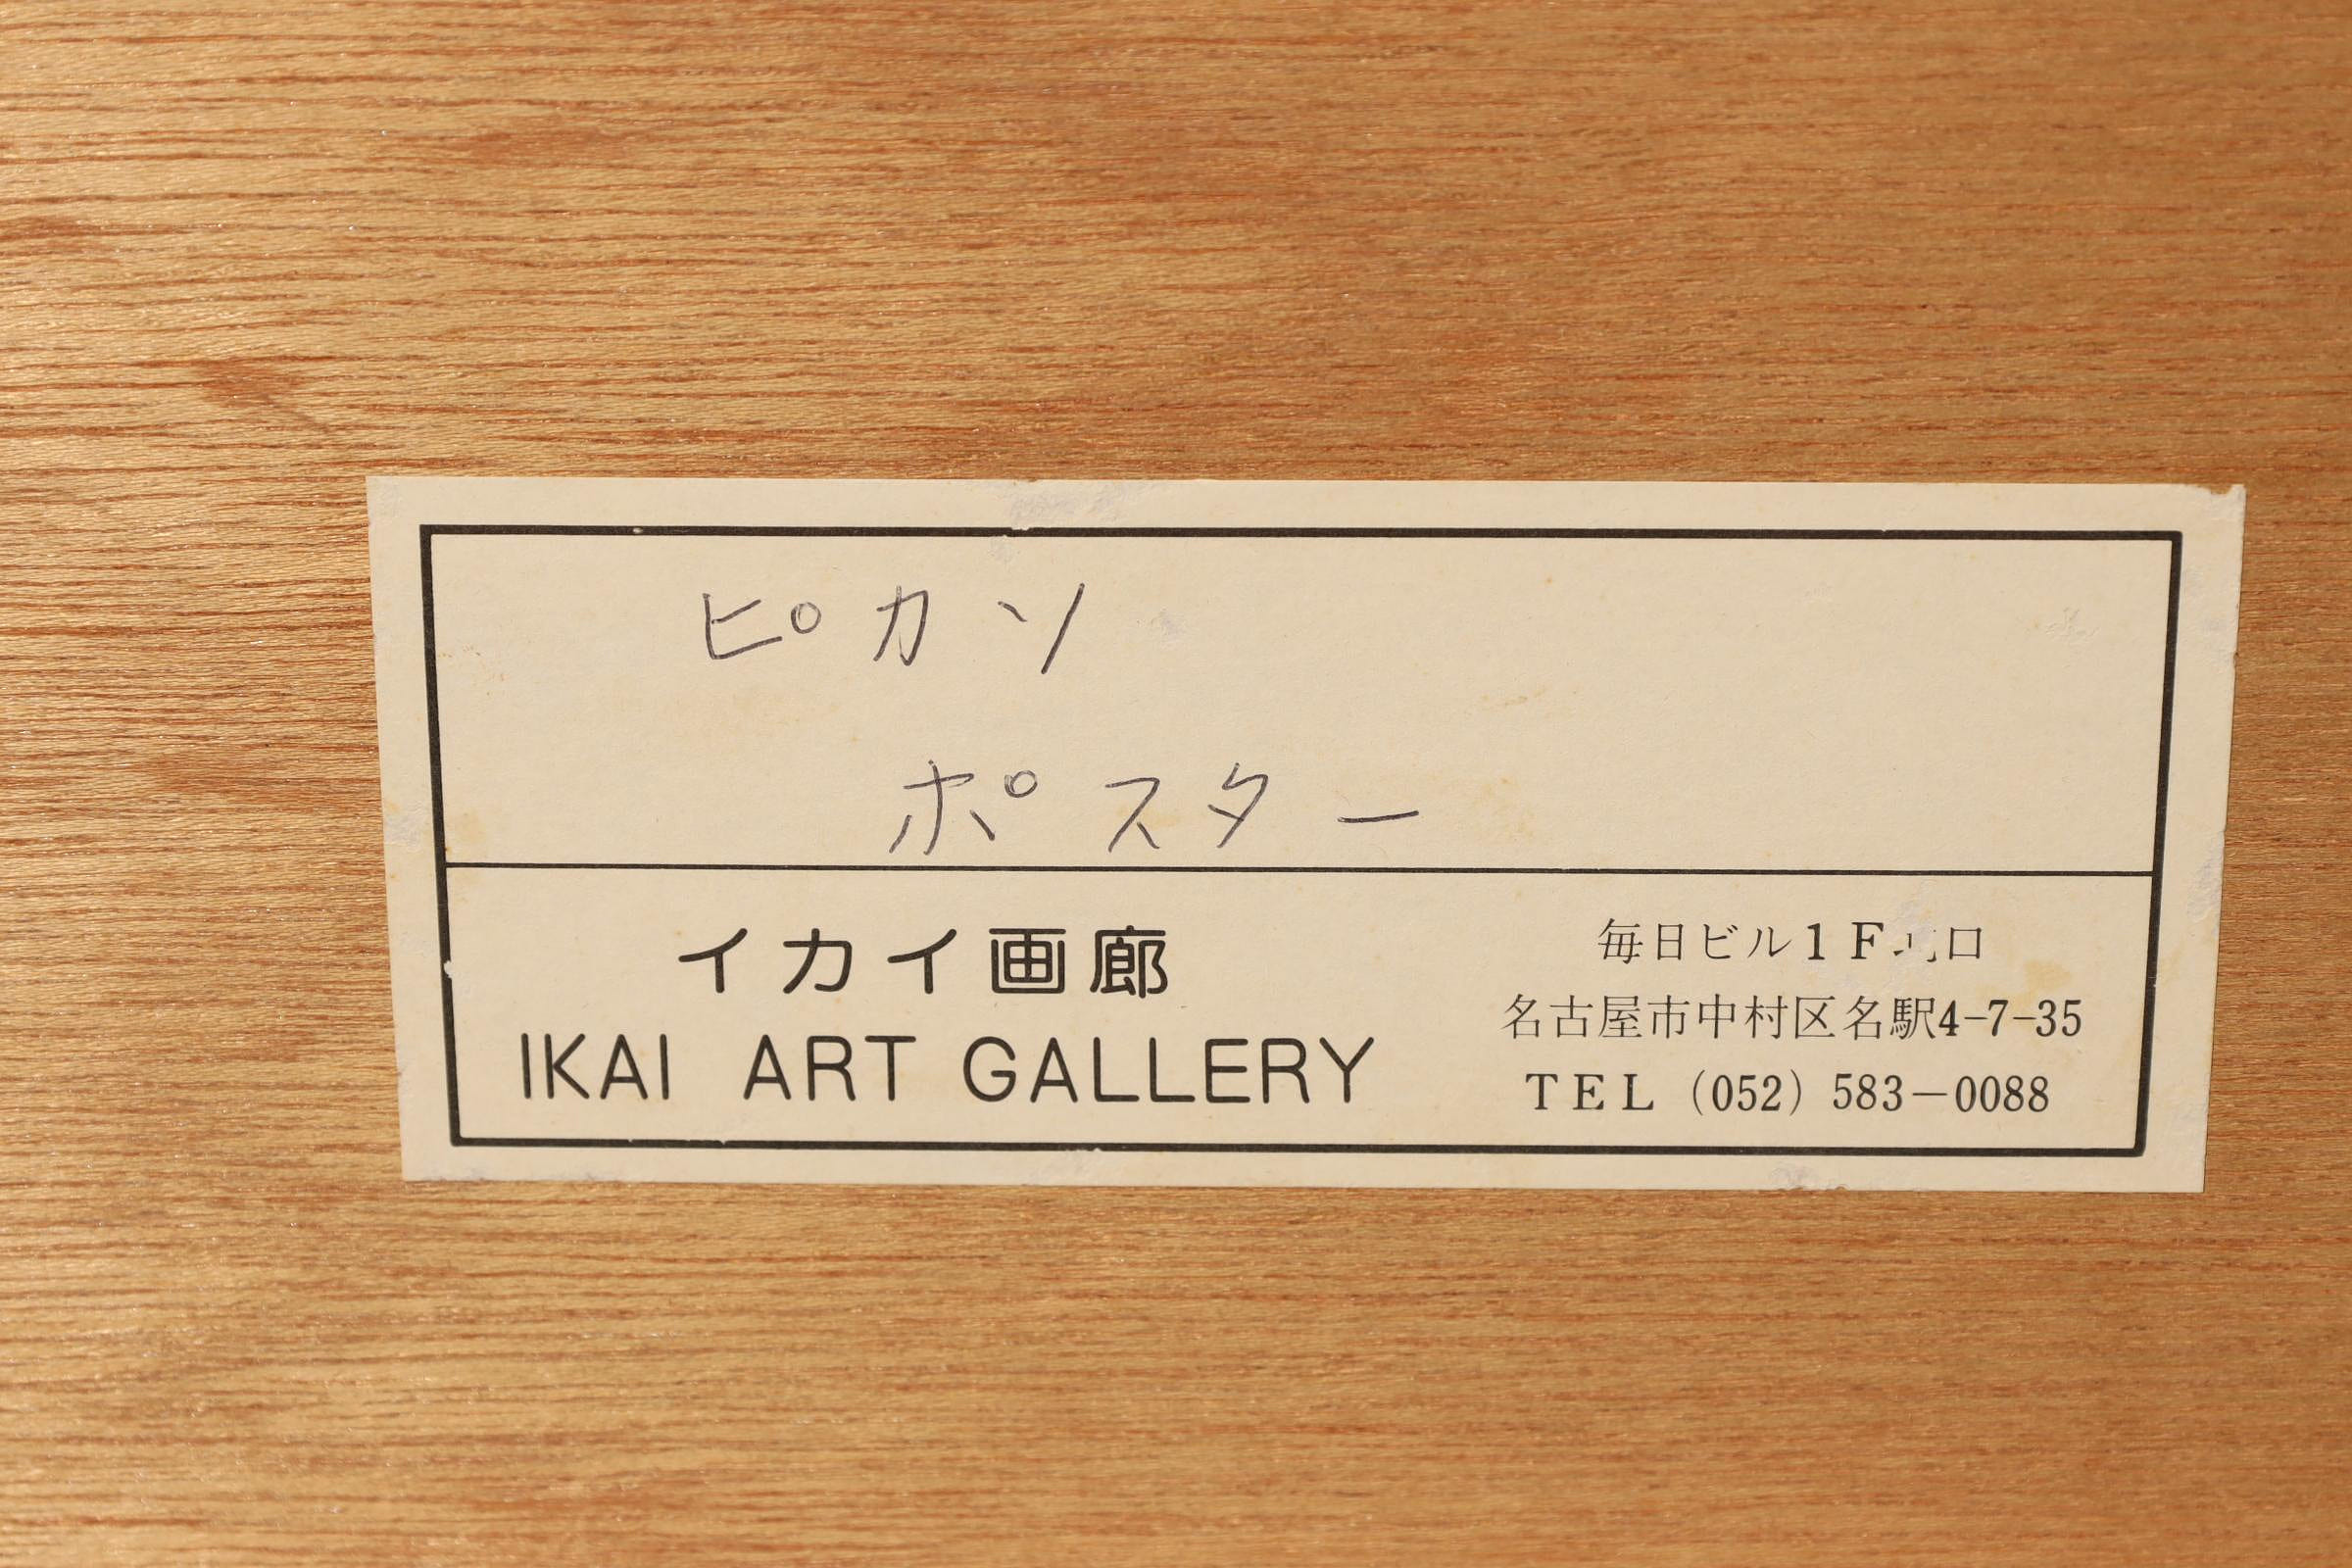 ピカソ
ポスター
イカイ画廊
IKAI ART GALLERY
毎日ビル1F 口
名古屋市中村区名駅4-7-35
TEL (052) 583-0088